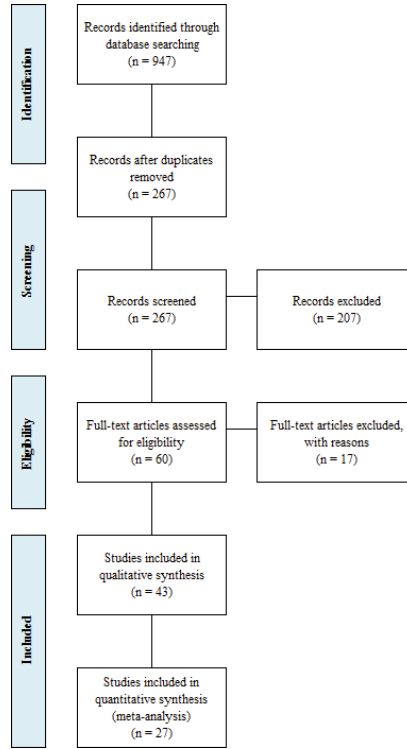 Identification
Records identified through
database searching
(n = 947)
Records after duplicates
removed
(n = 267)
Screening
Records screened
(n = 267)
Records excluded
(n = 207)
Eligibility
Full-text articles assessed
for eligibility
(n = 60)
Full-text articles excluded,
with reasons
(n = 17)
Included
Studies included in
qualitative synthesis
(n = 43)
Studies included in
quantitative synthesis
(meta-analysis)
(n = 27)